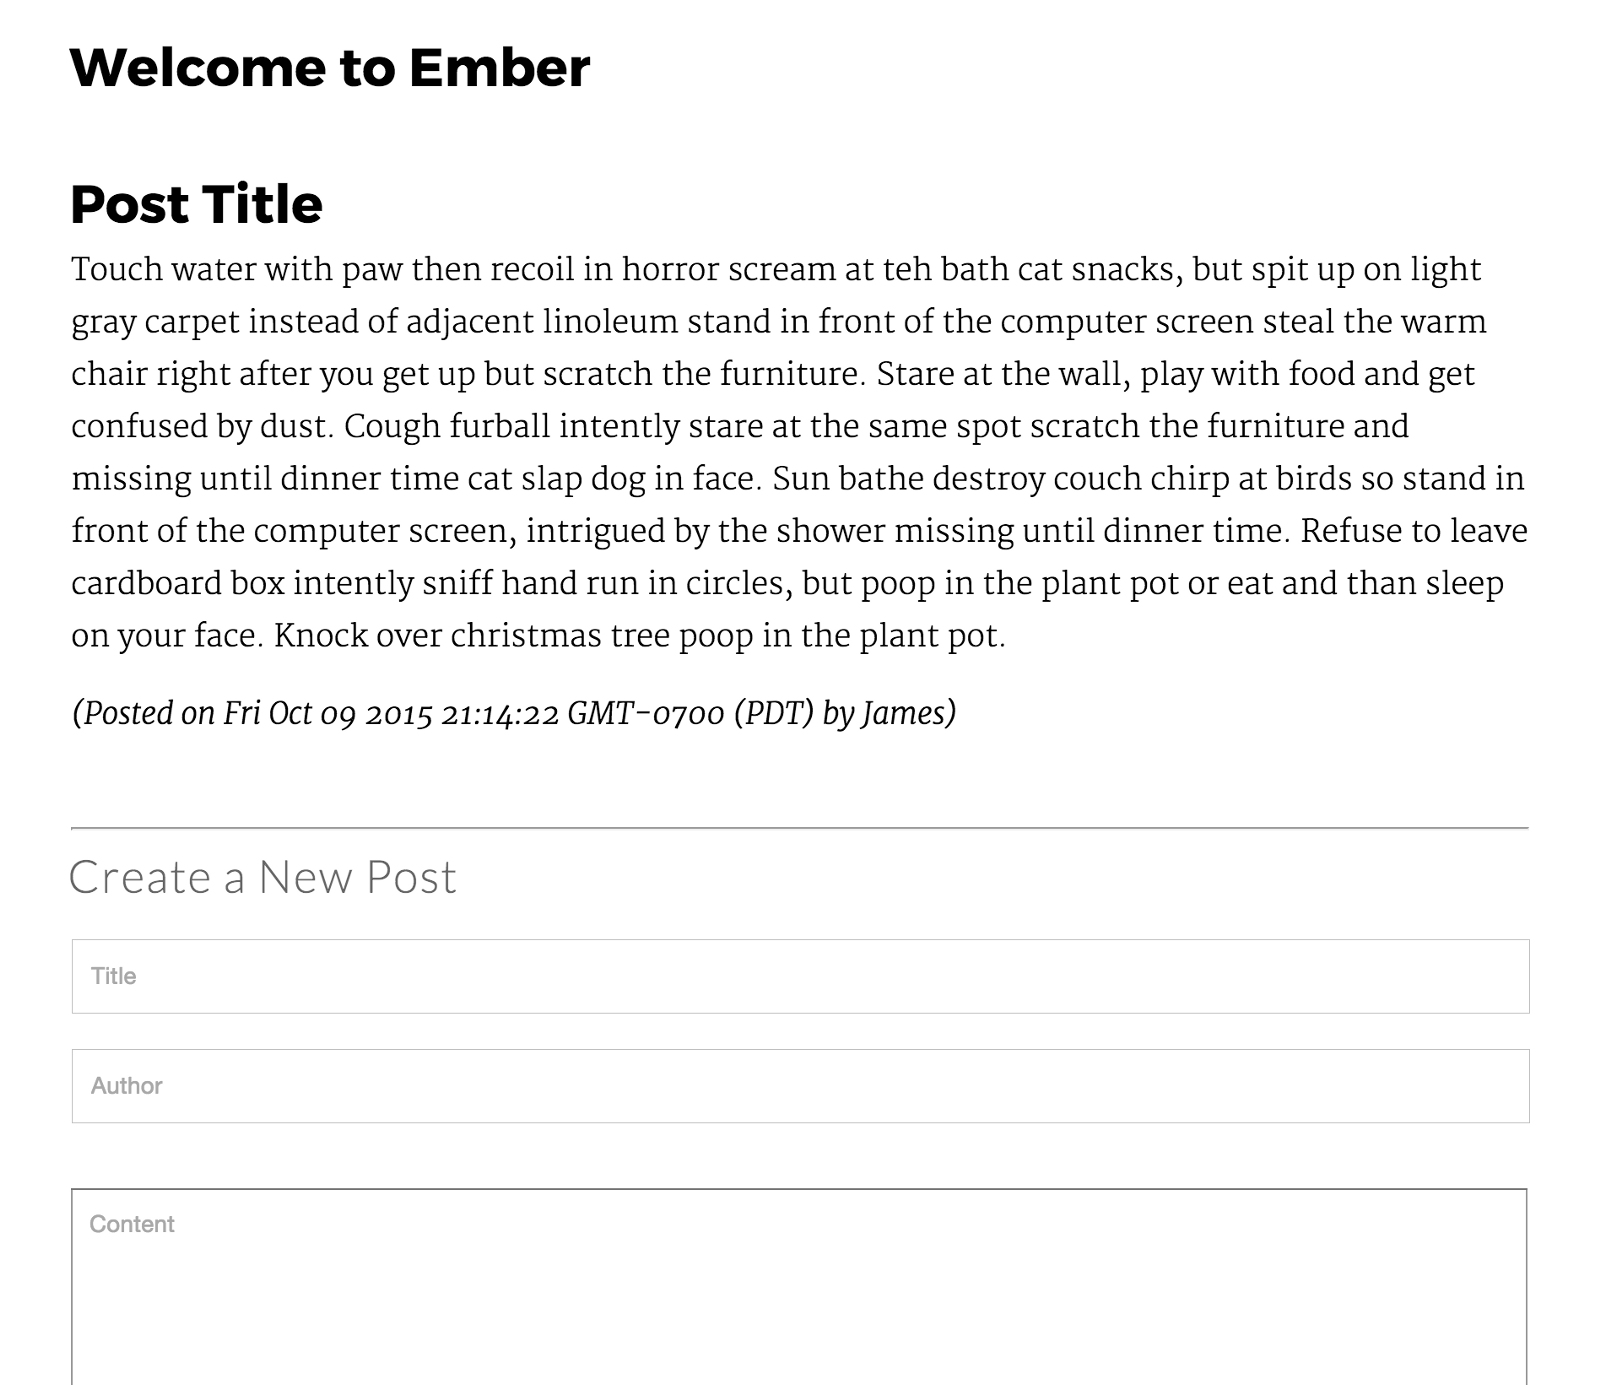 Welcome to Ember
Post Title
Touch water with paw then recoil in horror scream at teh bath cat snacks, but spit up on light
gray carpet instead of adjacent linoleum stand in front of the computer screen steal the warm
chair right after you get up but scratch the furniture. Stare at the wall, play with food and get
confused by dust. Cough furball intently stare at the same spot scratch the furniture and
missing until dinner time cat slap dog in face. Sun bathe destroy couch chirp at birds so stand in
front of the computer screen, intrigued by the shower missing until dinner time. Refuse to leave
cardboard box intently sniff hand run in circles, but poop in the plant pot or eat and than sleep
on your face. Knock over christmas tree poop in the plant pot.
(Posted on Fri Oct 09 2015 21:14:22 GMT-0700 (PDT) by James)
Create a New Post
Title
Author
Content